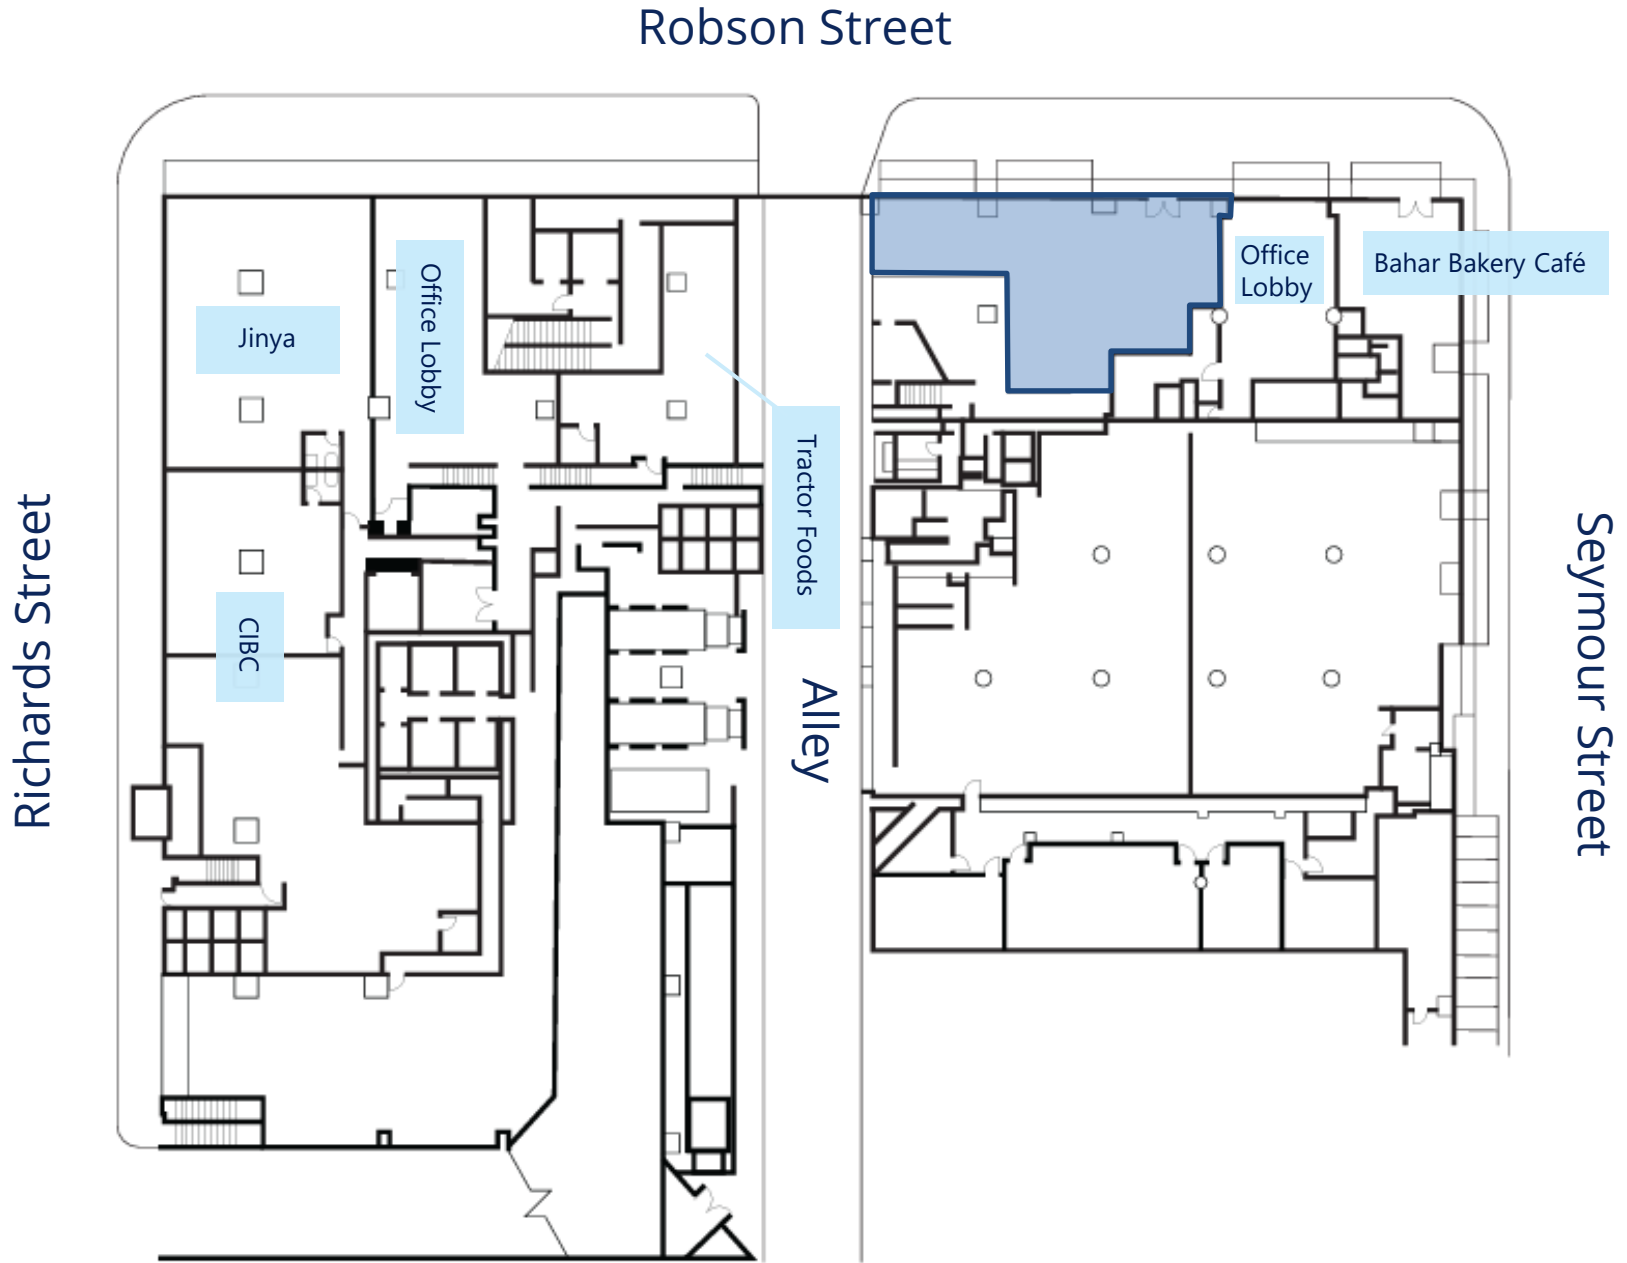 Robson Street
Office Lobby
Office
Lobby
Bahar Bakery Café
Jinya
Tractor Foods
Richards Street
Seymour Street
CIBC
Alley